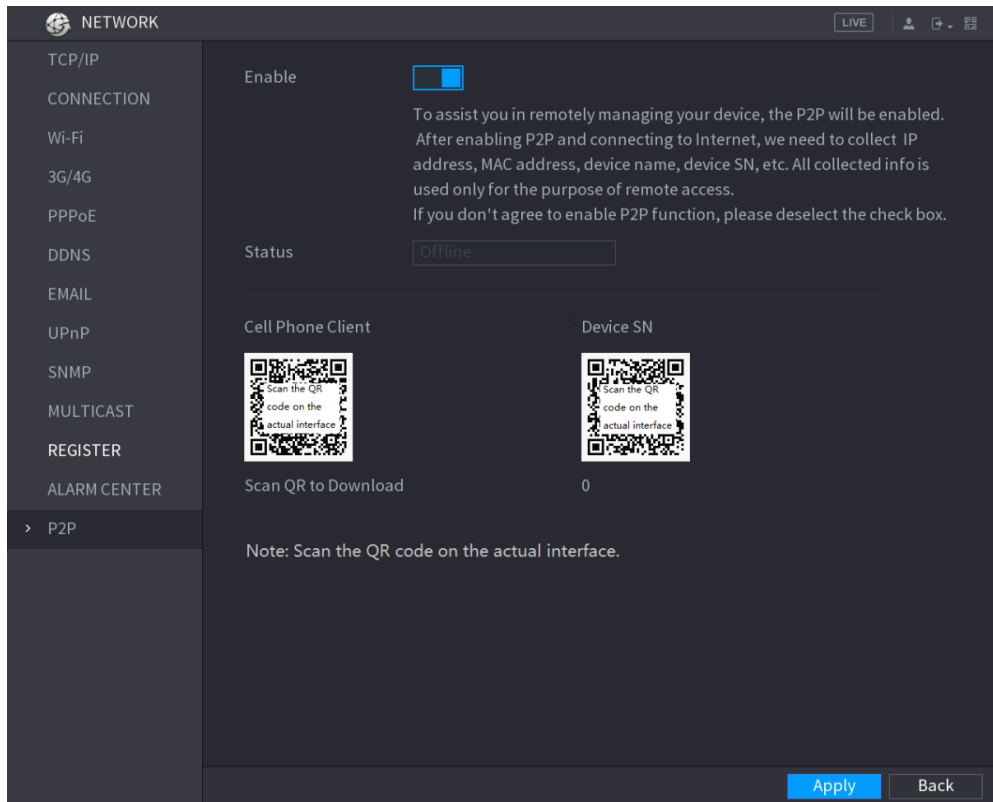 NETWORK
LIVE
TCP/IP
CONNECTION
Wi-Fi
3G/4G
PPPoE
DDNS
EMAIL
UPnP
SNMP
MULTICAST
REGISTER
ALARM CENTER
P2P
Enable
To assist you in remotely managing your device, the P2P will be enabled.
After enabling P2P and connecting to Internet, we need to collect IP
address, MAC address, device name, device SN, etc. All collected info is
used only for the purpose of remote access.
If you don't agree to enable P2P function, please deselect the check box.
Status
Offline
Cell Phone Client
Scan the QR
code on the
actual interface
Scan QR to Download
Device SN
Scan the QR
code on the
actual interface
0
Note: Scan the QR code on the actual interface.
Apply
Back